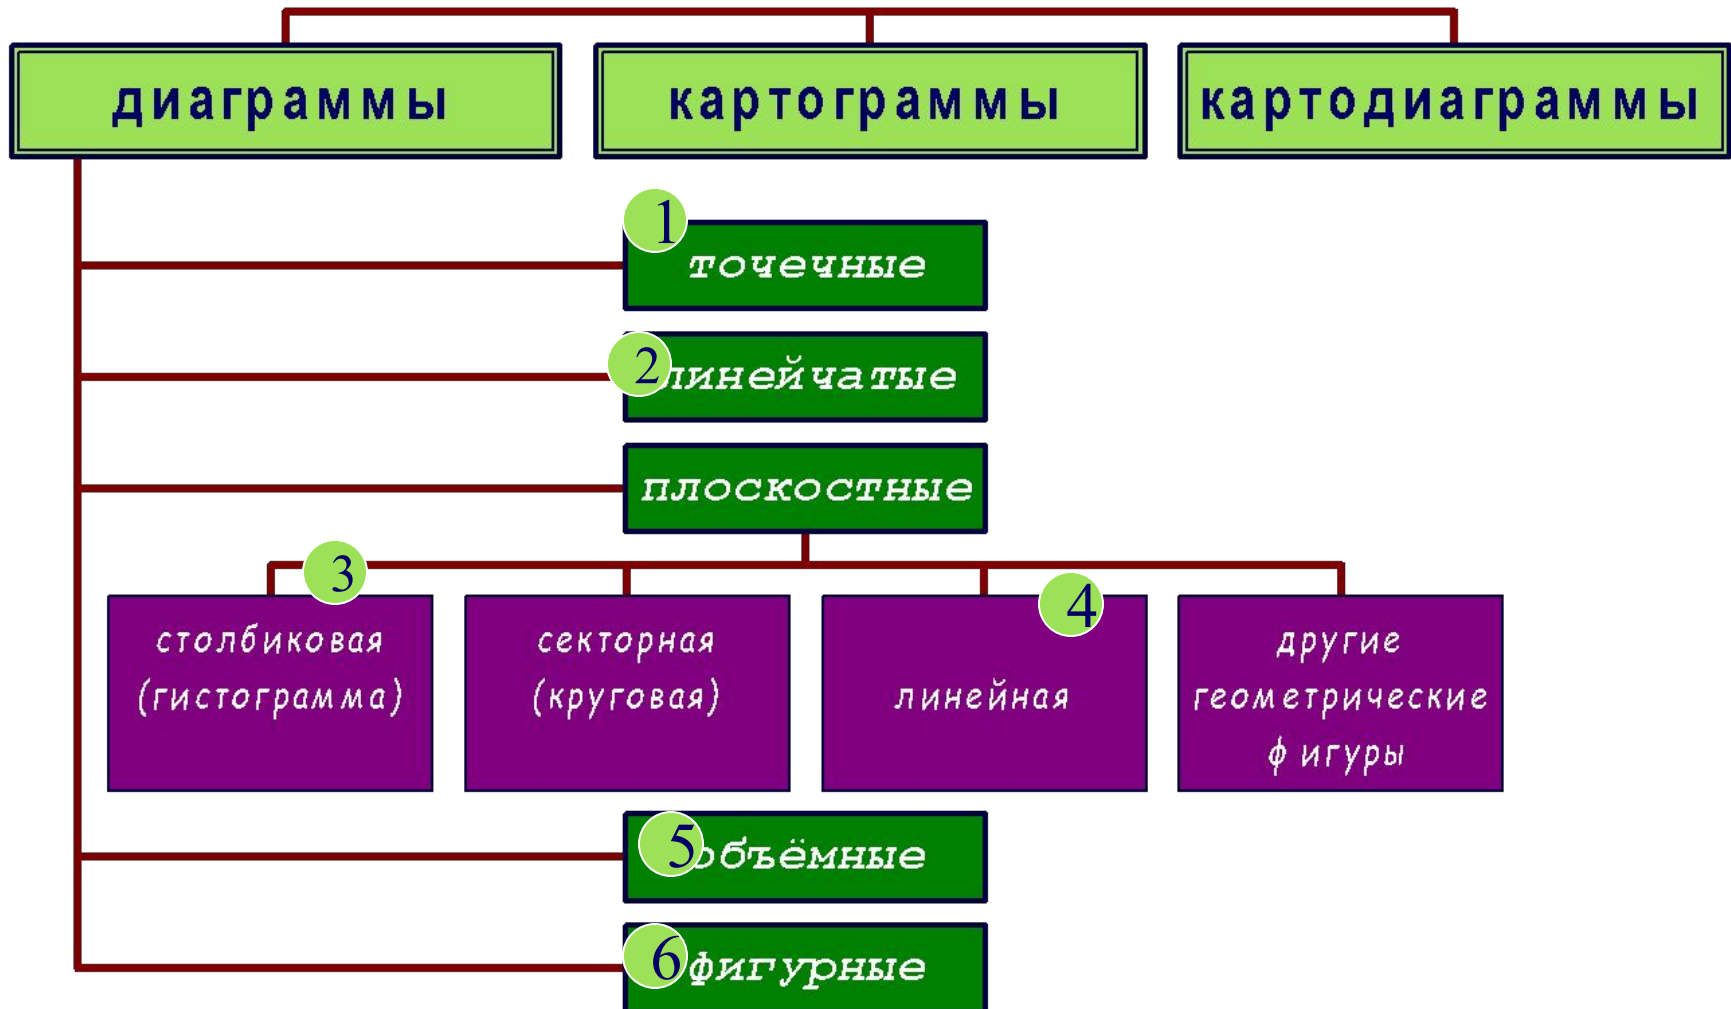 диаграммы
картограммы
картодиаграммы
1
точечные
2
линейчатые
плоскостные
3
4
столбиковая
(гистограмма)
секторная
(круговая)
линейная
другие
геометрические
фигуры
5
объёмные
6
фигурные